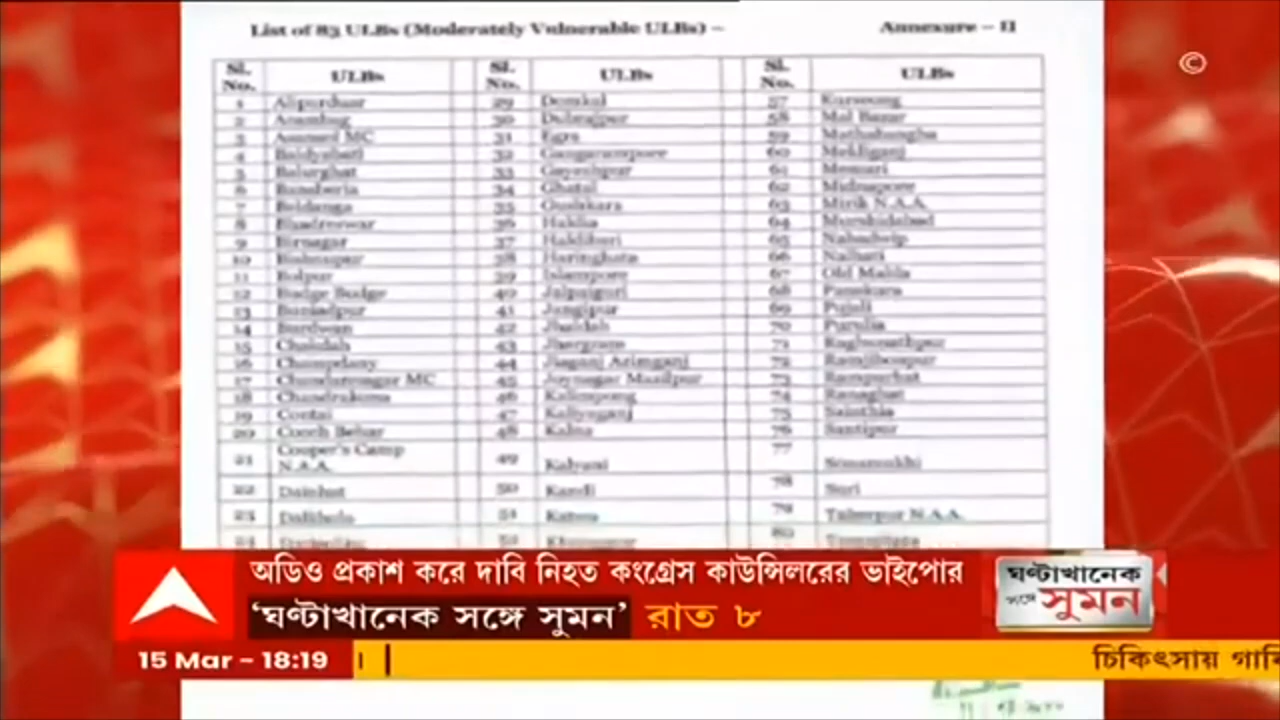 List of 83 ULBs (Moderately Vulnerable ULBs) – Annexure – II
Sl. No. ULBs Sl. No. ULBs Sl. No. ULBs
1 Alipurduar 29 Domkal 57 Kurseong
2 Arambag 30 Dubrajpur 58 Mal Bazar
3 Asansol MC 31 Egra 59 Mathabangha
4 Baidyabati 32 Gangarampore 60 Mekliganj
5 Balurghat 33 Gayeshpur 61 Memari
6 Bansberia 34 Ghatal 62 Midnapore
7 Beldanga 35 Guskara 63 Mirik N.A.A.
8 Bhadreswar 36 Haldia 64 Murshidabad
9 Birnagar 37 Haldibari 65 Nabadwip
10 Bishnupur 38 Haringhata 66 Nalhati
11 Bolpur 39 Islampore 67 Old Malda
12 Budge Budge 40 Jalpaiguri 68 Panskura
13 Buniadpur 41 Jangipur 69 Pujali
14 Burdwan 42 Jhaldah 70 Purulia
15 Chakdah 43 Jhargram 71 Raghunathpur
16 Champdany 44 Jiaganj Azimganj 72 Ramjibonpur
17 Chandannagar MC 45 Joynagar Mazilpur 73 Rampurhat
18 Chandrakona 46 Kalimpong 74 Ranaghat
19 Contai 47 Kaliyaganj 75 Sainthia
20 Cooch Behar 48 Kalna 76 Santipur
21 Cooper's Camp N.A.A. 49 Kalyani 77 Sonamukhi
22 Dainhat 50 Kandi 78 Suri
23 Dalkhola 51 Katwa 79 Taherpur N.A.A.
52 80
©
অডিও প্রকাশ করে দাবি নিহত কংগ্রেস কাউন্সিলরের ভাইপোর
‘ঘণ্টাখানেক সঙ্গে সুমন’ রাত ৮
ঘণ্টাখানেক
সঙ্গে সুমন
15 Mar - 18:19
চিকিৎসায়